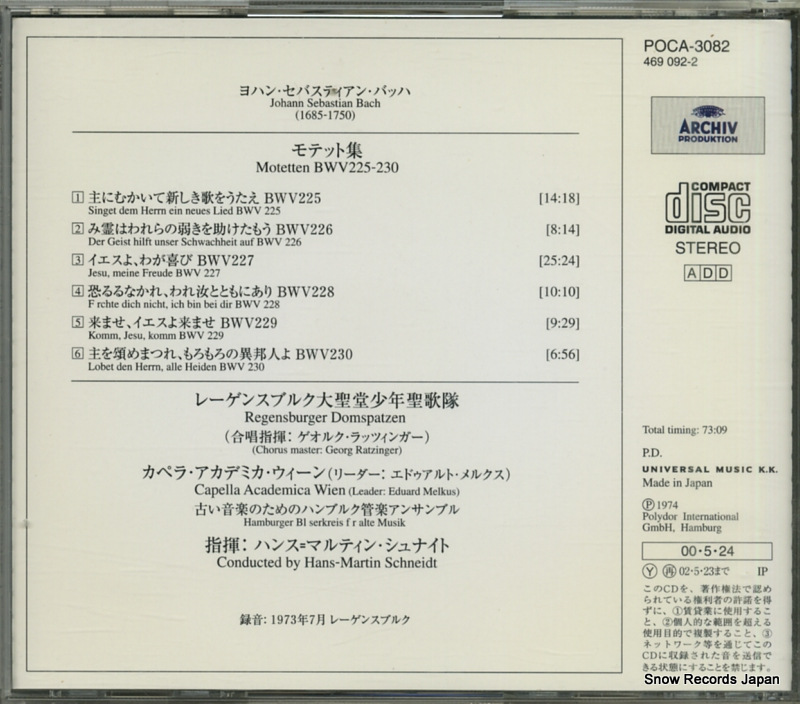 ヨハン・セバスティアン・バッハ
Johann Sebastian Bach
(1685-1750)
モテット集
Motetten BWV225-230
1 主にむかいて新しき歌をうたえ BWV225 [14:18]
Singet dem Herrn ein neues Lied BWV 225
2 み霊はわれらの弱きを助けたもう BWV226 [8:14]
Der Geist hilft unser Schwachheit auf BWV 226
3 イエスよ、わが喜び BWV227 [25:24]
Jesu, meine Freude BWV 227
4 恐るるなかれ、われ汝とともにあり BWV228 [10:10]
F rchte dich nicht, ich bin bei dir BWV 228
5 来ませ、イエスよ来ませ BWV229 [9:29]
Komm, Jesu, komm BWV 229
6 主を頌めまつれ、もろもろの異邦人よ BWV230 [6:56]
Lobet den Herrn, alle Heiden BWV 230
レーゲンスブルク大聖堂少年聖歌隊
Regensburger Domspatzen
(合唱指揮: ゲオルク・ラッツィンガー)
(Chorus master: Georg Ratzinger)
カペラ・アカデミカ・ウィーン(リーダー: エドゥアルト・メルクス)
Capella Academica Wien (Leader: Eduard Melkus)
古い音楽のためのハンブルク管楽アンサンブル
Hamburger Bl serkreis f r alte Musik
指揮: ハンス=マルティン・シュナイト
Conducted by Hans-Martin Schneidt
録音: 1973年7月 レーゲンスブルク
POCA-3082
469 092-2
ARCHIV
PRODUKTION
COMPACT
disc
DIGITAL AUDIO
STEREO
ADD
Total timing: 73:09
P.D.
UNIVERSAL MUSIC K.K.
Made in Japan
Ⓟ 1974
Polydor International
GmbH, Hamburg
00・5・24
Ⓨ 再 02・5・23まで IP
このCDを、著作権法で認め
られている権利者の許諾を得
ずに、①賃貸業に使用するこ
と、②個人的な範囲を超える
使用目的で複製すること、③
ネットワーク等を通じてこの
CDに収録された音を送信で
きる状態にすることを禁じます。
Snow Records Japan